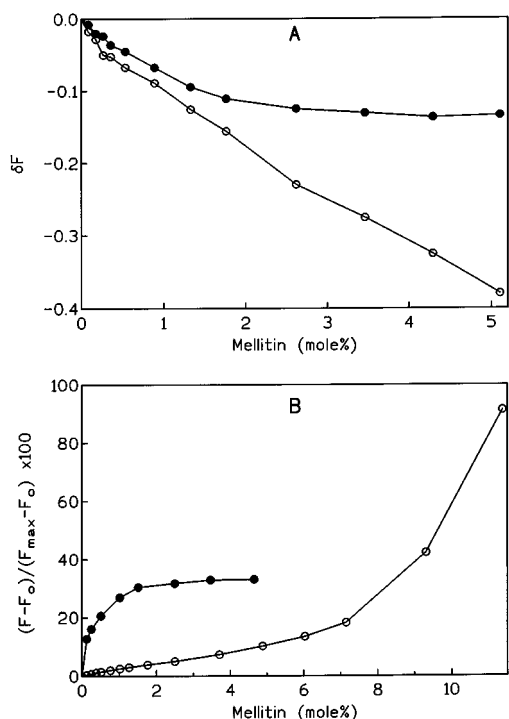 A
0.0
-0.1
-0.2
-0.3
-0.4
δF
0 1 2 3 4 5
Mellitin (mole%)
B
100
80
60
40
20
0
(F-Fo)/(Fmax-Fo) x100
0 2 4 6 8 10
Mellitin (mole%)